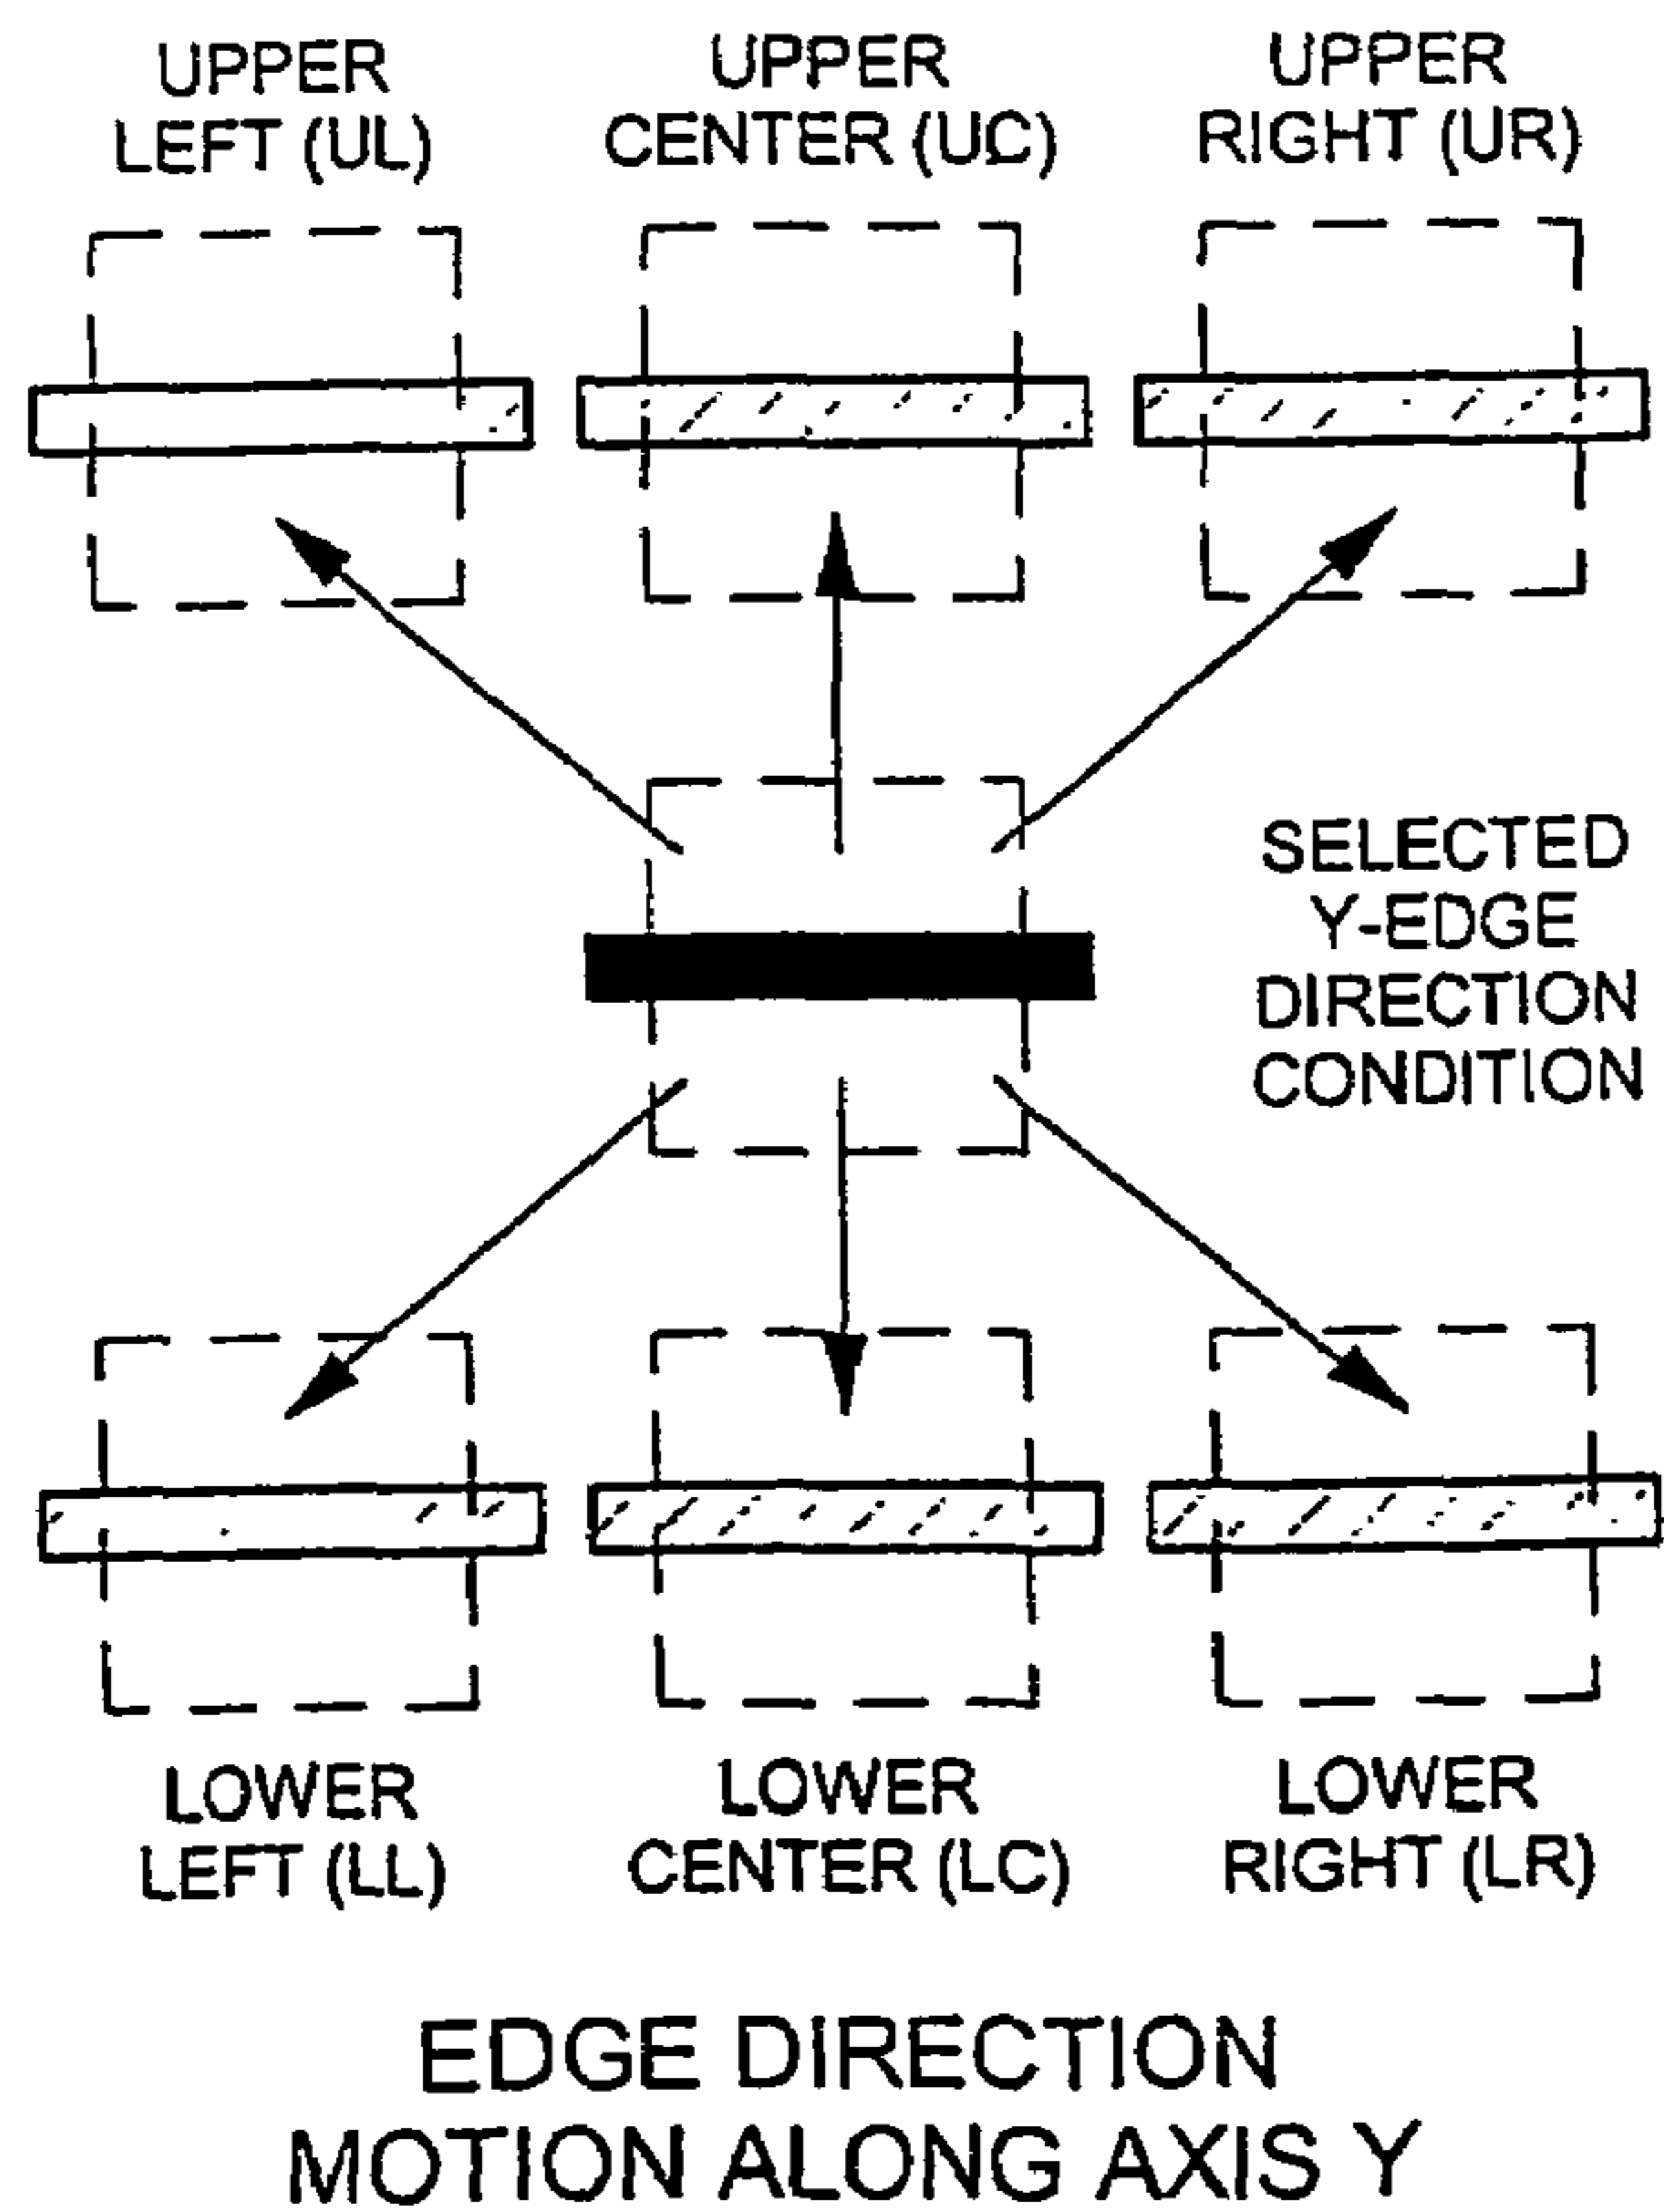 UPPER
LEFT (UL)
UPPER
CENTER (UC)
UPPER
RIGHT (UR)
SELECTED
Y-EDGE
DIRECTION
CONDITION
LOWER
LEFT (LL)
LOWER
CENTER (LC)
LOWER
RIGHT (LR)
EDGE DIRECTION
MOTION ALONG AXIS Y